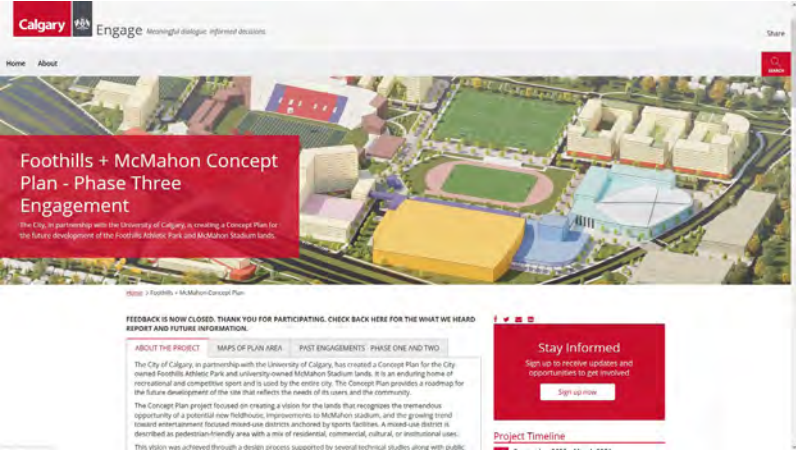 Calgary
Engage Meaningful dialogue. Informed decisions.
Share
Home About
SEARCH
Foothills + McMahon Concept
Plan - Phase Three
Engagement
The City, in partnership with the University of Calgary, is creating a Concept Plan for
the future development of the Foothills Athletic Park and McMahon Stadium lands.
Home > Foothills + McMahon Concept Plan
FEEDBACK IS NOW CLOSED. THANK YOU FOR PARTICIPATING. CHECK BACK HERE FOR THE WHAT WE HEARD
REPORT AND FUTURE INFORMATION.
ABOUT THE PROJECT MAPS OF PLAN AREA PAST ENGAGEMENTS PHASE ONE AND TWO
The City of Calgary, in partnership with the University of Calgary, has created a Concept Plan for the City
owned Foothills Athletic Park and university-owned McMahon Stadium lands. It is an enduring home of
recreational and competitive sport and is used by the entire city. The Concept Plan provides a roadmap for
the future development of the site that reflects the needs of its users and the community.
The Concept Plan project focused on creating a vision for the lands that recognizes the tremendous
opportunity of a potential new fieldhouse, improvements to McMahon stadium, and the growing trend
toward entertainment focused mixed-use districts anchored by sports facilities. A mixed-use district is
described as pedestrian-friendly area with a mix of residential, commercial, cultural, or institutional uses.
This vision was achieved through a design process supported by several technical studies along with public
Stay Informed
Sign up to receive updates and
opportunities to get involved
Sign up now
Project Timeline